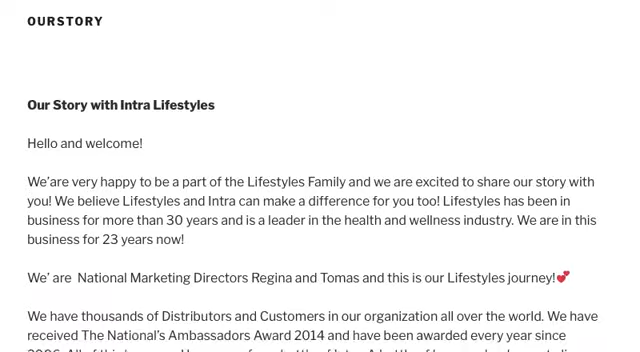 OURSTORY
Our Story with Intra Lifestyles
Hello and welcome!
We’are very happy to be a part of the Lifestyles Family and we are excited to share our story with
you! We believe Lifestyles and Intra can make a difference for you too! Lifestyles has been in
business for more than 30 years and is a leader in the health and wellness industry. We are in this
business for 23 years now!
We’ are  National Marketing Directors Regina and Tomas and this is our Lifestyles journey!💕
We have thousands of Distributors and Customers in our organization all over the world. We have
received The National’s Ambassadors Award 2014 and have been awarded every year since